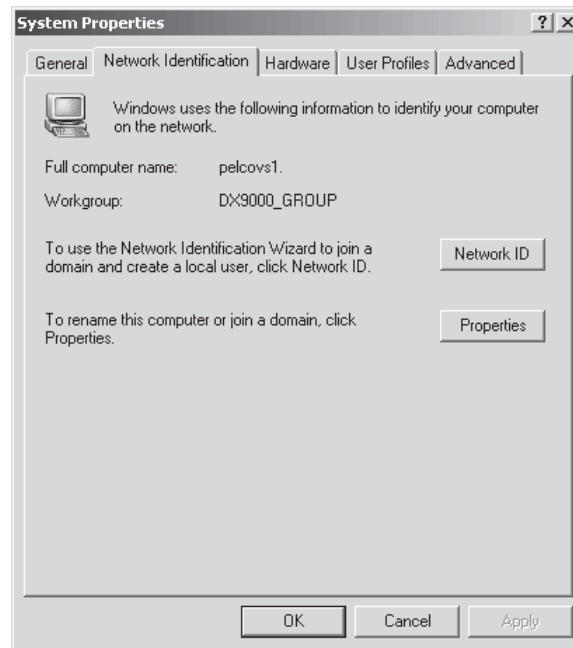 System Properties
? X
General Network Identification Hardware User Profiles Advanced
Windows uses the following information to identify your computer
on the network.
Full computer name: pelcovs1.
Workgroup: DX9000_GROUP
To use the Network Identification Wizard to join a
domain and create a local user, click Network ID.
Network ID
To rename this computer or join a domain, click
Properties.
Properties
OK Cancel Apply